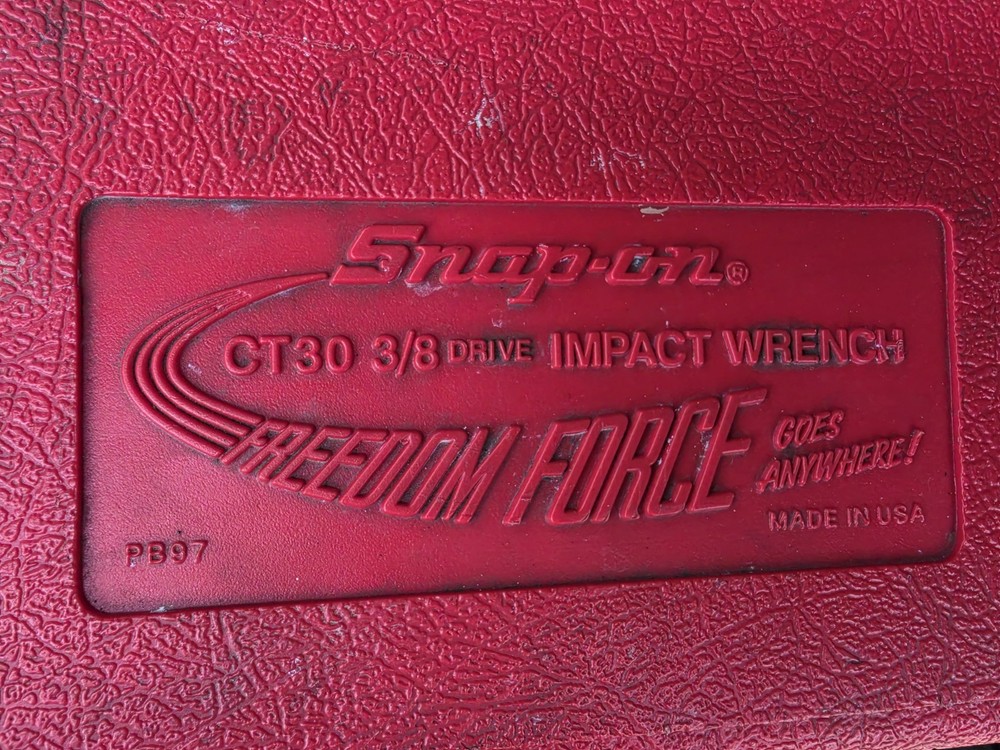 Snap-on®
CT30 3/8 DRIVE IMPACT WRENCH
FREEDOM FORCE GOES
ANYWHERE!
MADE IN USA
PB97